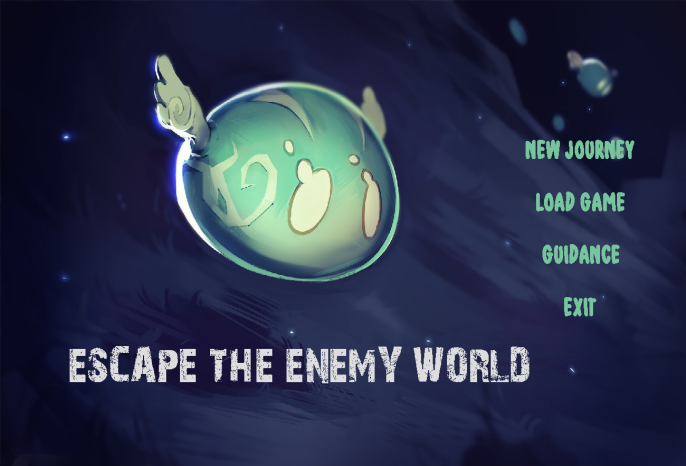 NEW JOURNEY
LOAD GAME
GUIDANCE
EXIT
ESCAPE THE ENEMY WORLD